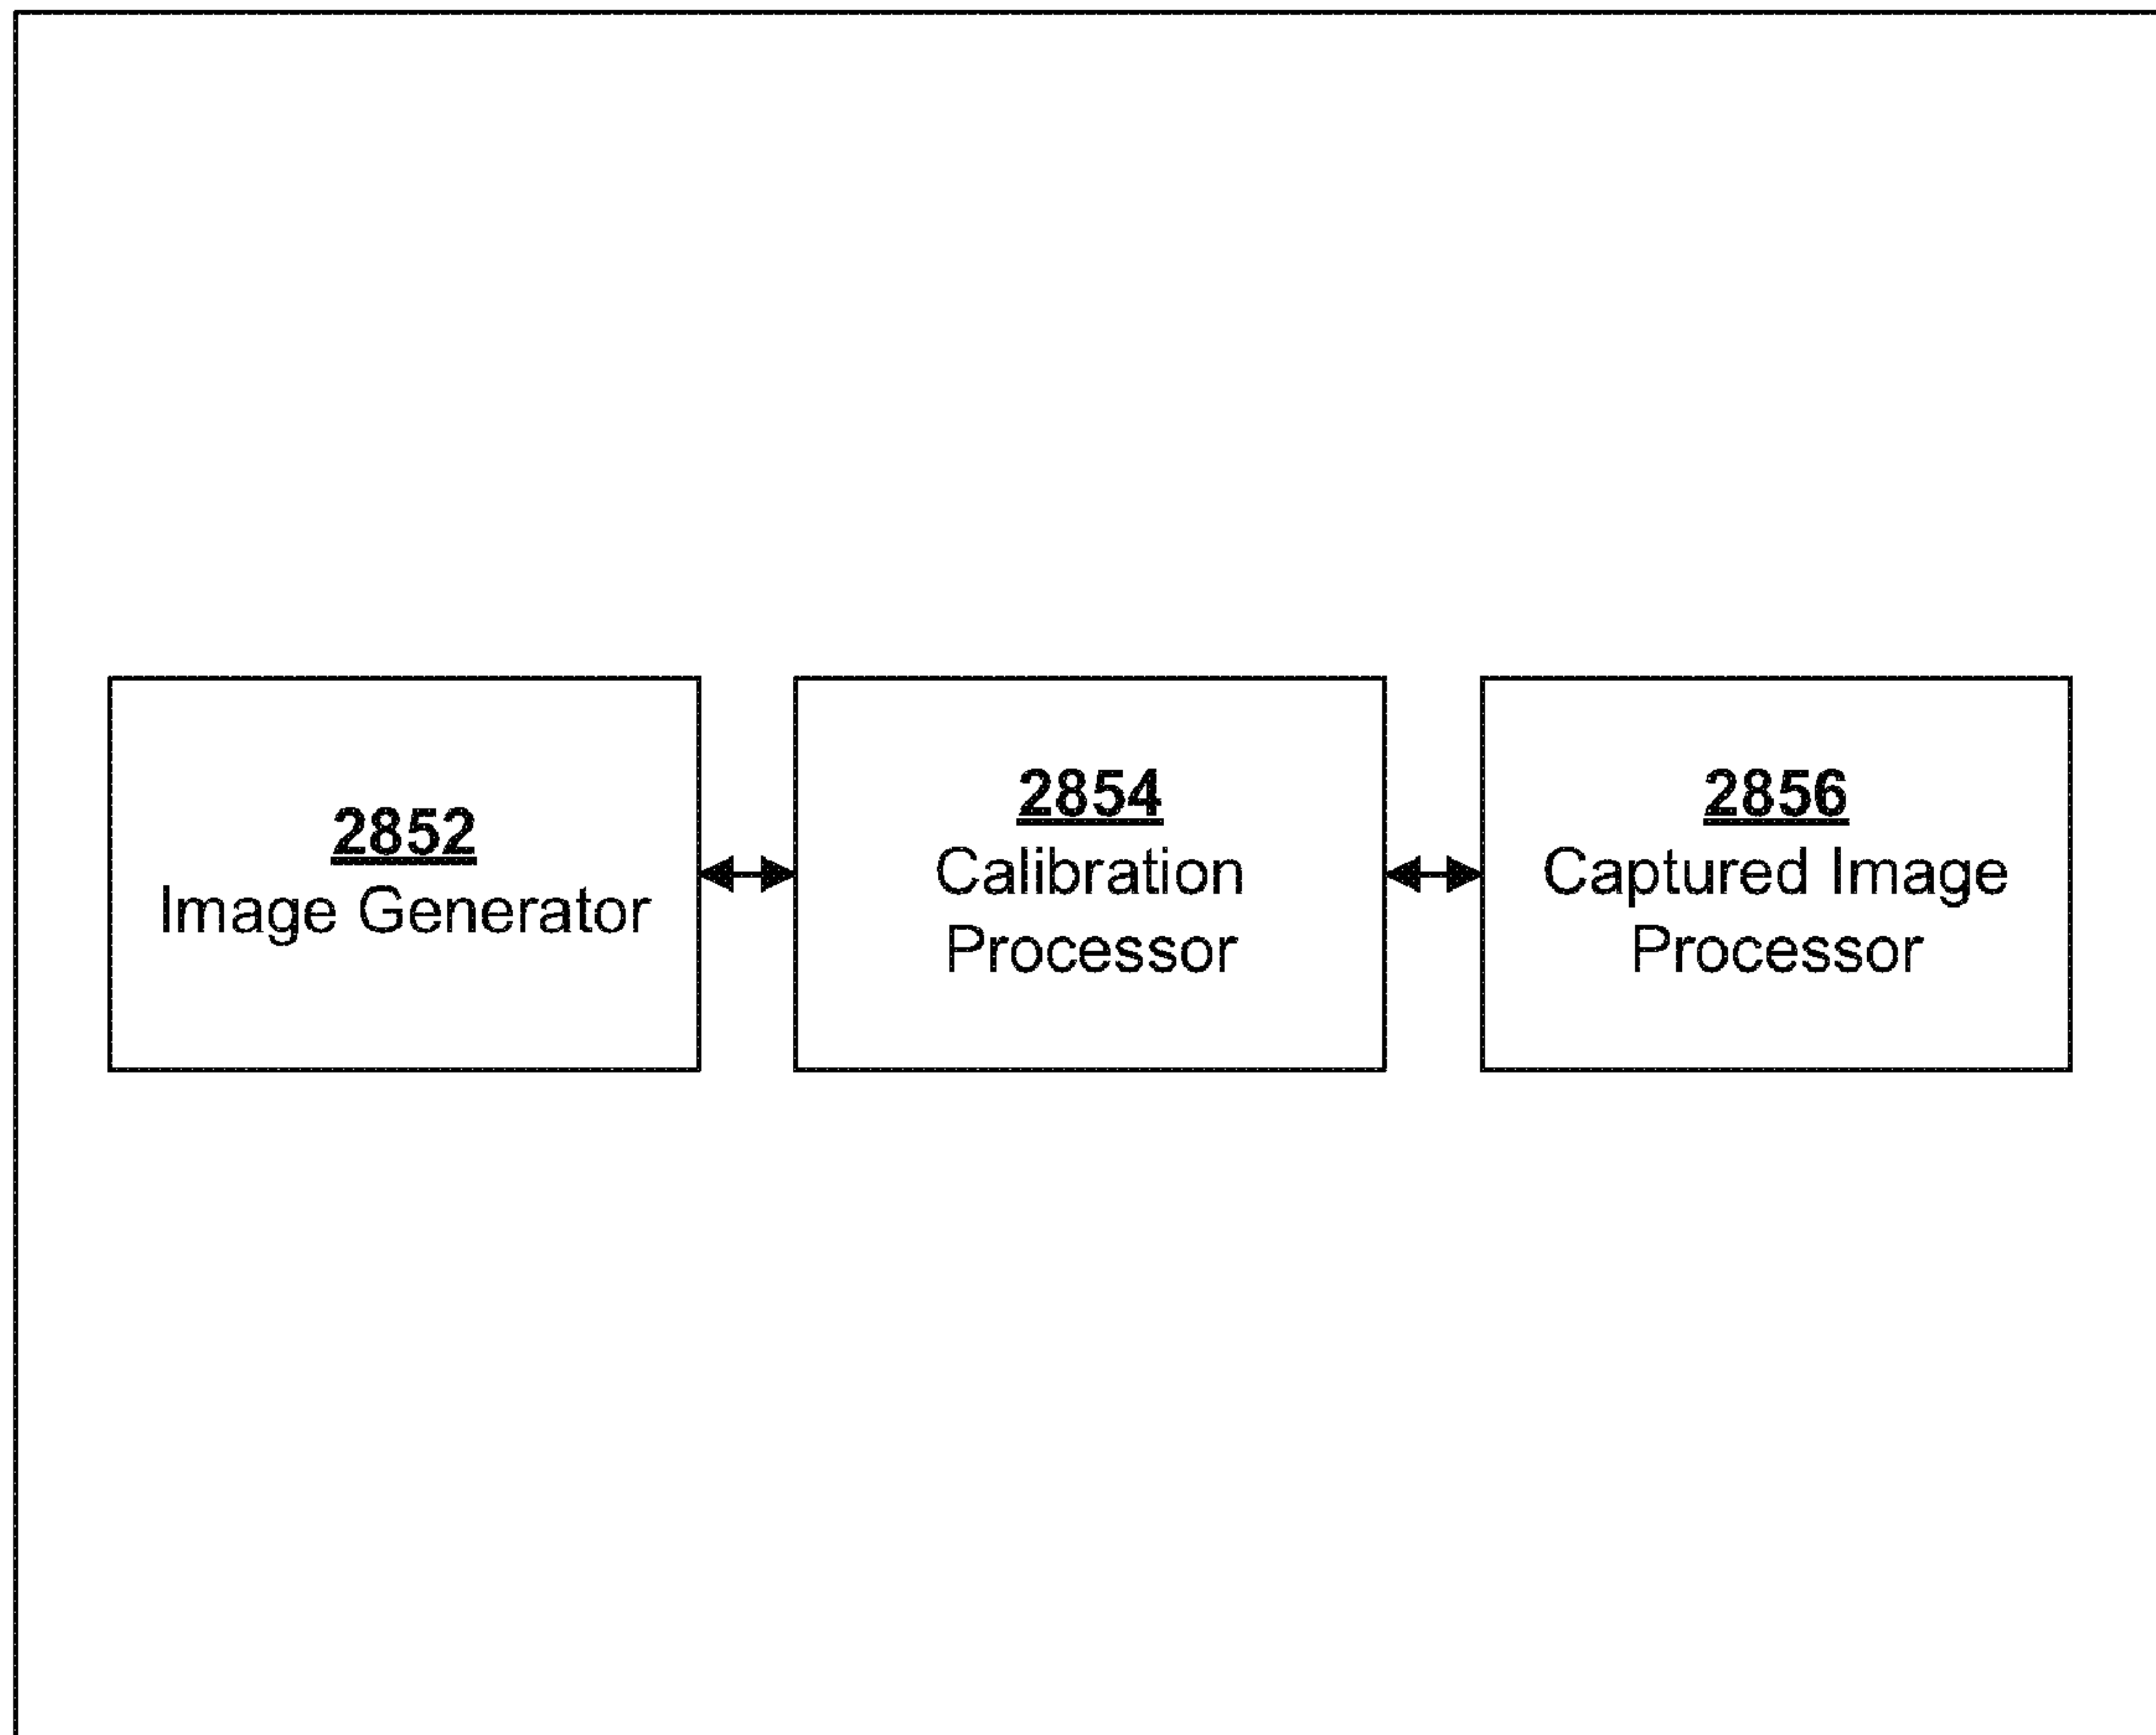 2852
Image Generator
2854
Calibration
Processor
2856
Captured Image
Processor